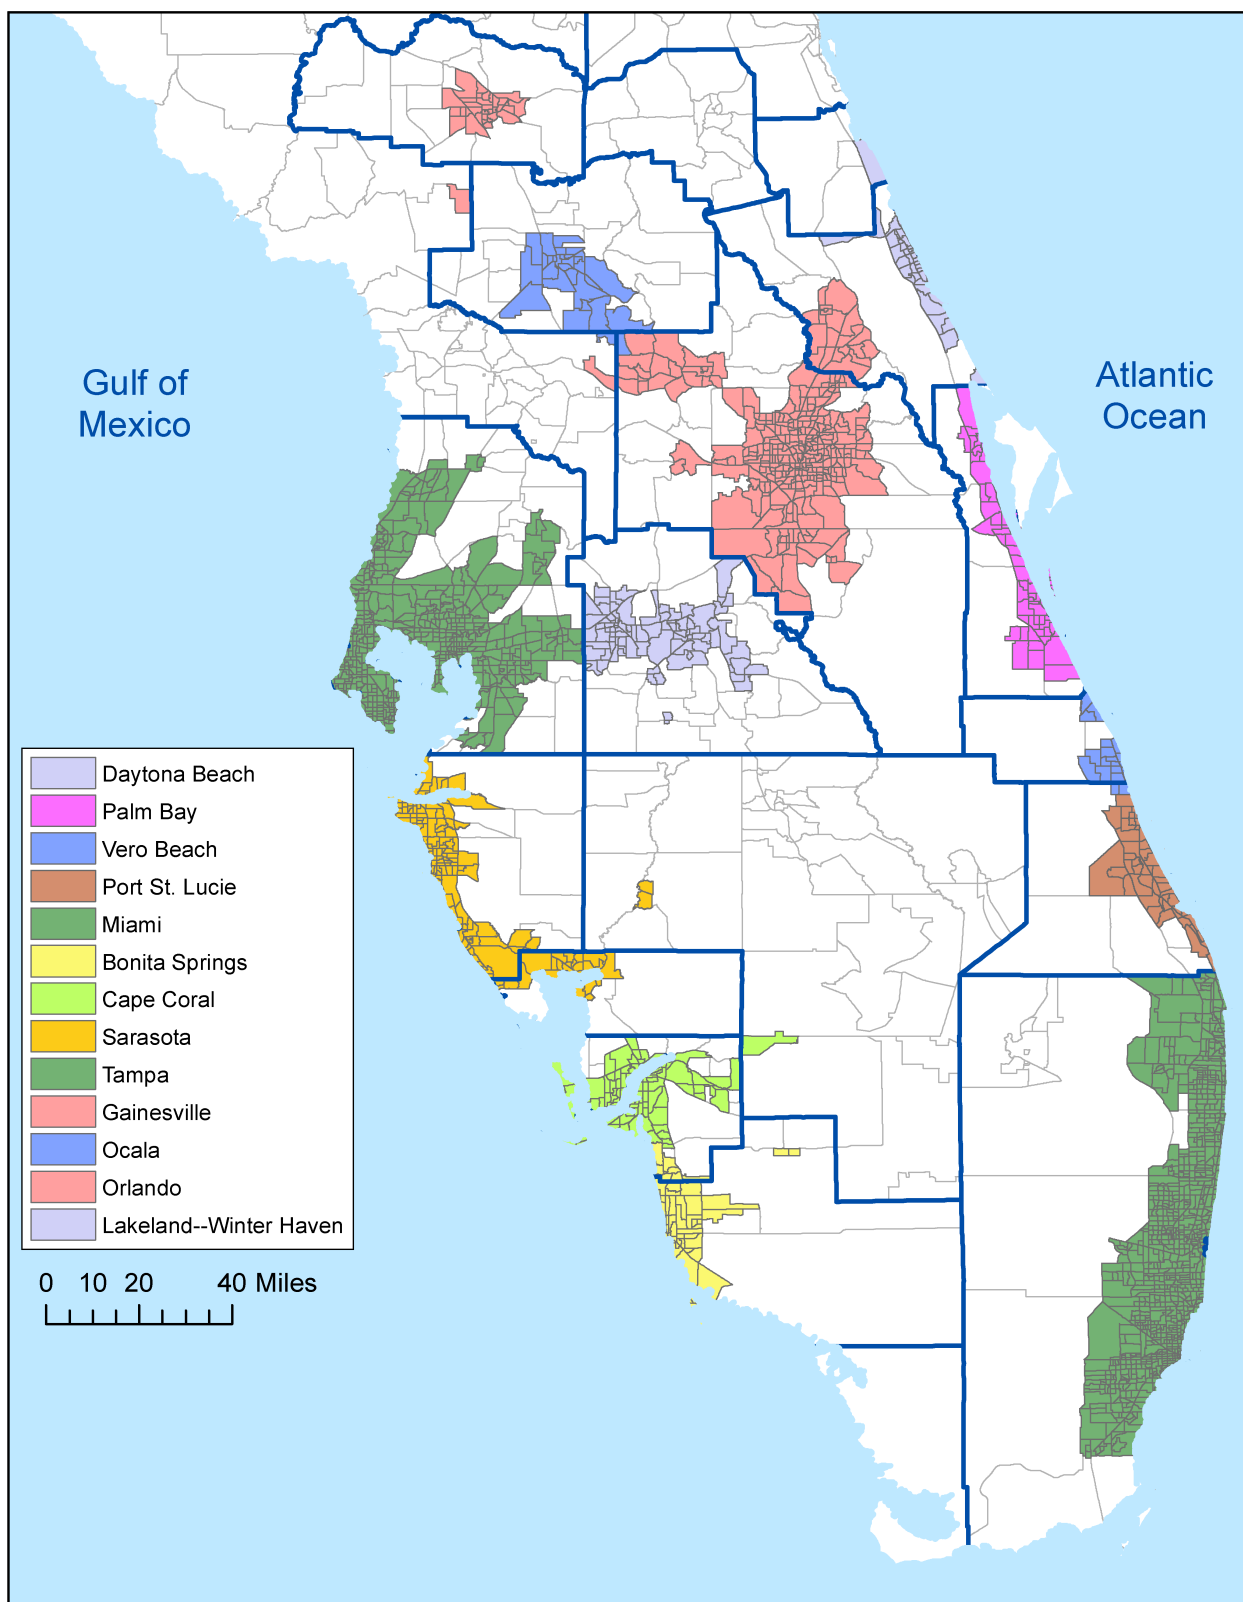 Gulf of
Mexico
Atlantic
Ocean
Daytona Beach
Palm Bay
Vero Beach
Port St. Lucie
Miami
Bonita Springs
Cape Coral
Sarasota
Tampa
Gainesville
Ocala
Orlando
Lakeland--Winter Haven
0 10 20 40 Miles